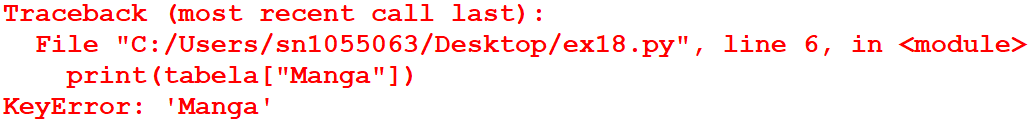 Traceback (most recent call last):
  File "C:/Users/sn1055063/Desktop/ex18.py", line 6, in <module>
    print(tabela["Manga"])
KeyError: 'Manga'